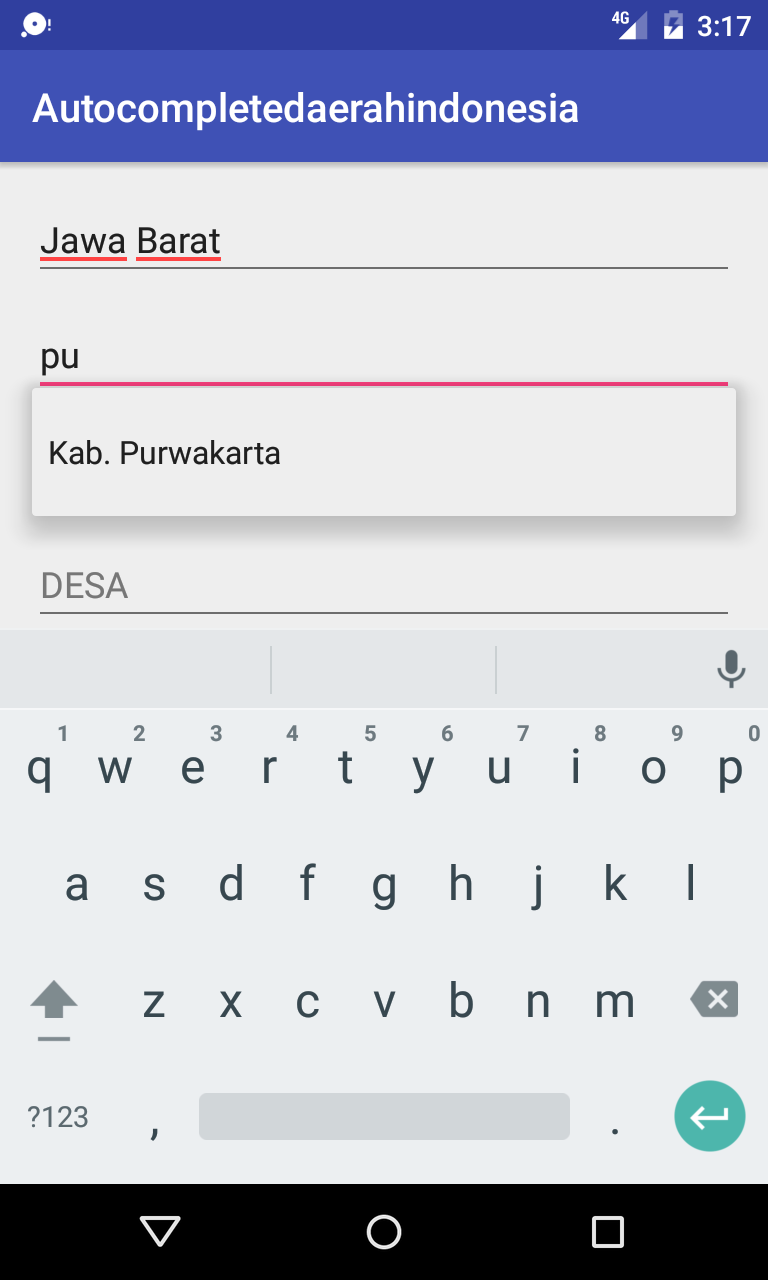 4G 3:17
Autocompletedaerahindonesia
Jawa Barat
pu
Kab. Purwakarta
DESA
1 2 3 4 5 6 7 8 9 0
q w e r t y u i o p
a s d f g h j k l
z x c v b n m
?123 , .